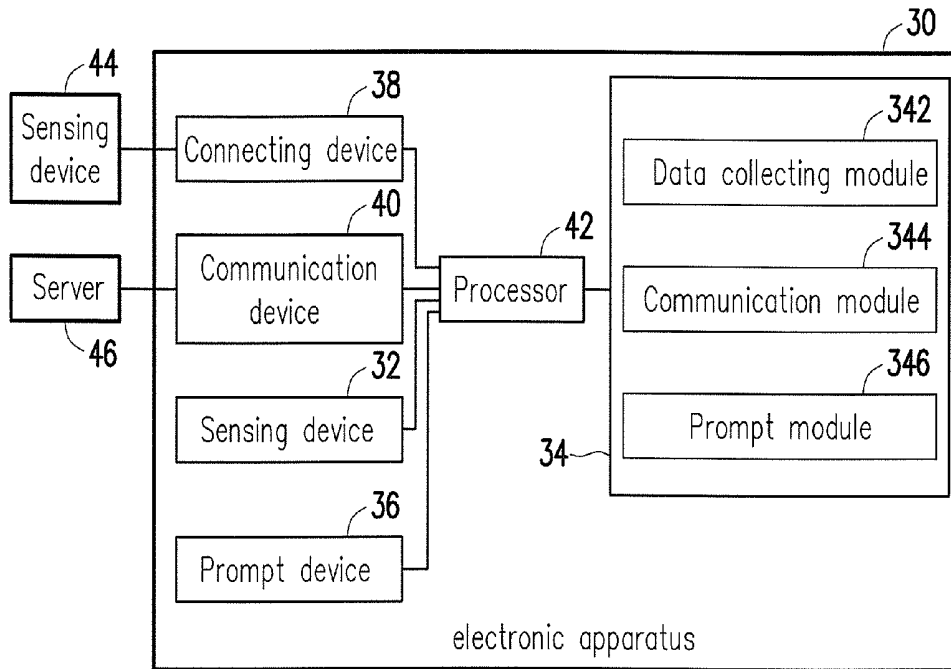 30
44
Sensing
device
38
Connecting device
342
Data collecting module
40
Communication
device
42
Processor
344
Communication module
Server
46
32
Sensing device
346
Prompt module
34
36
Prompt device
electronic apparatus